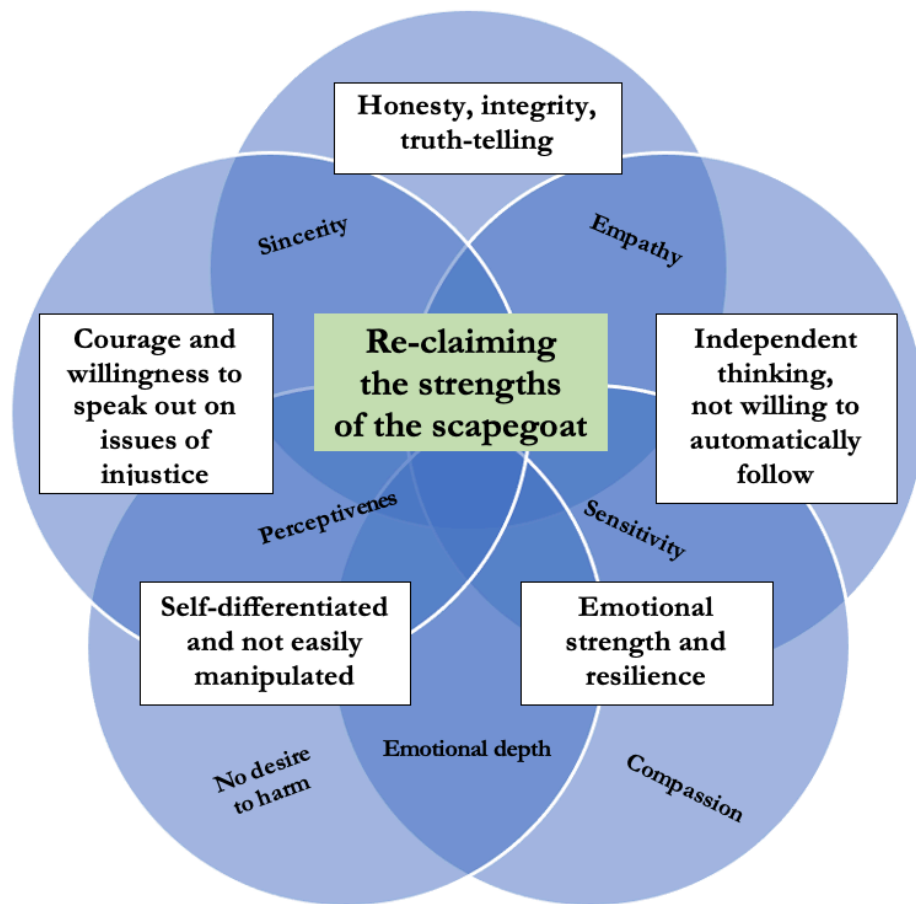 Honesty, integrity,
truth-telling
Sincerity
Empathy
Courage and
willingness to
speak out on
issues of
injustice
Re-claiming
the strengths
of the scapegoat
Independent
thinking,
not willing to
automatically
follow
Perceptivenes
Sensitivity
Self-differentiated
and not easily
manipulated
Emotional
strength and
resilience
No desire
to harm
Emotional depth
Compassion